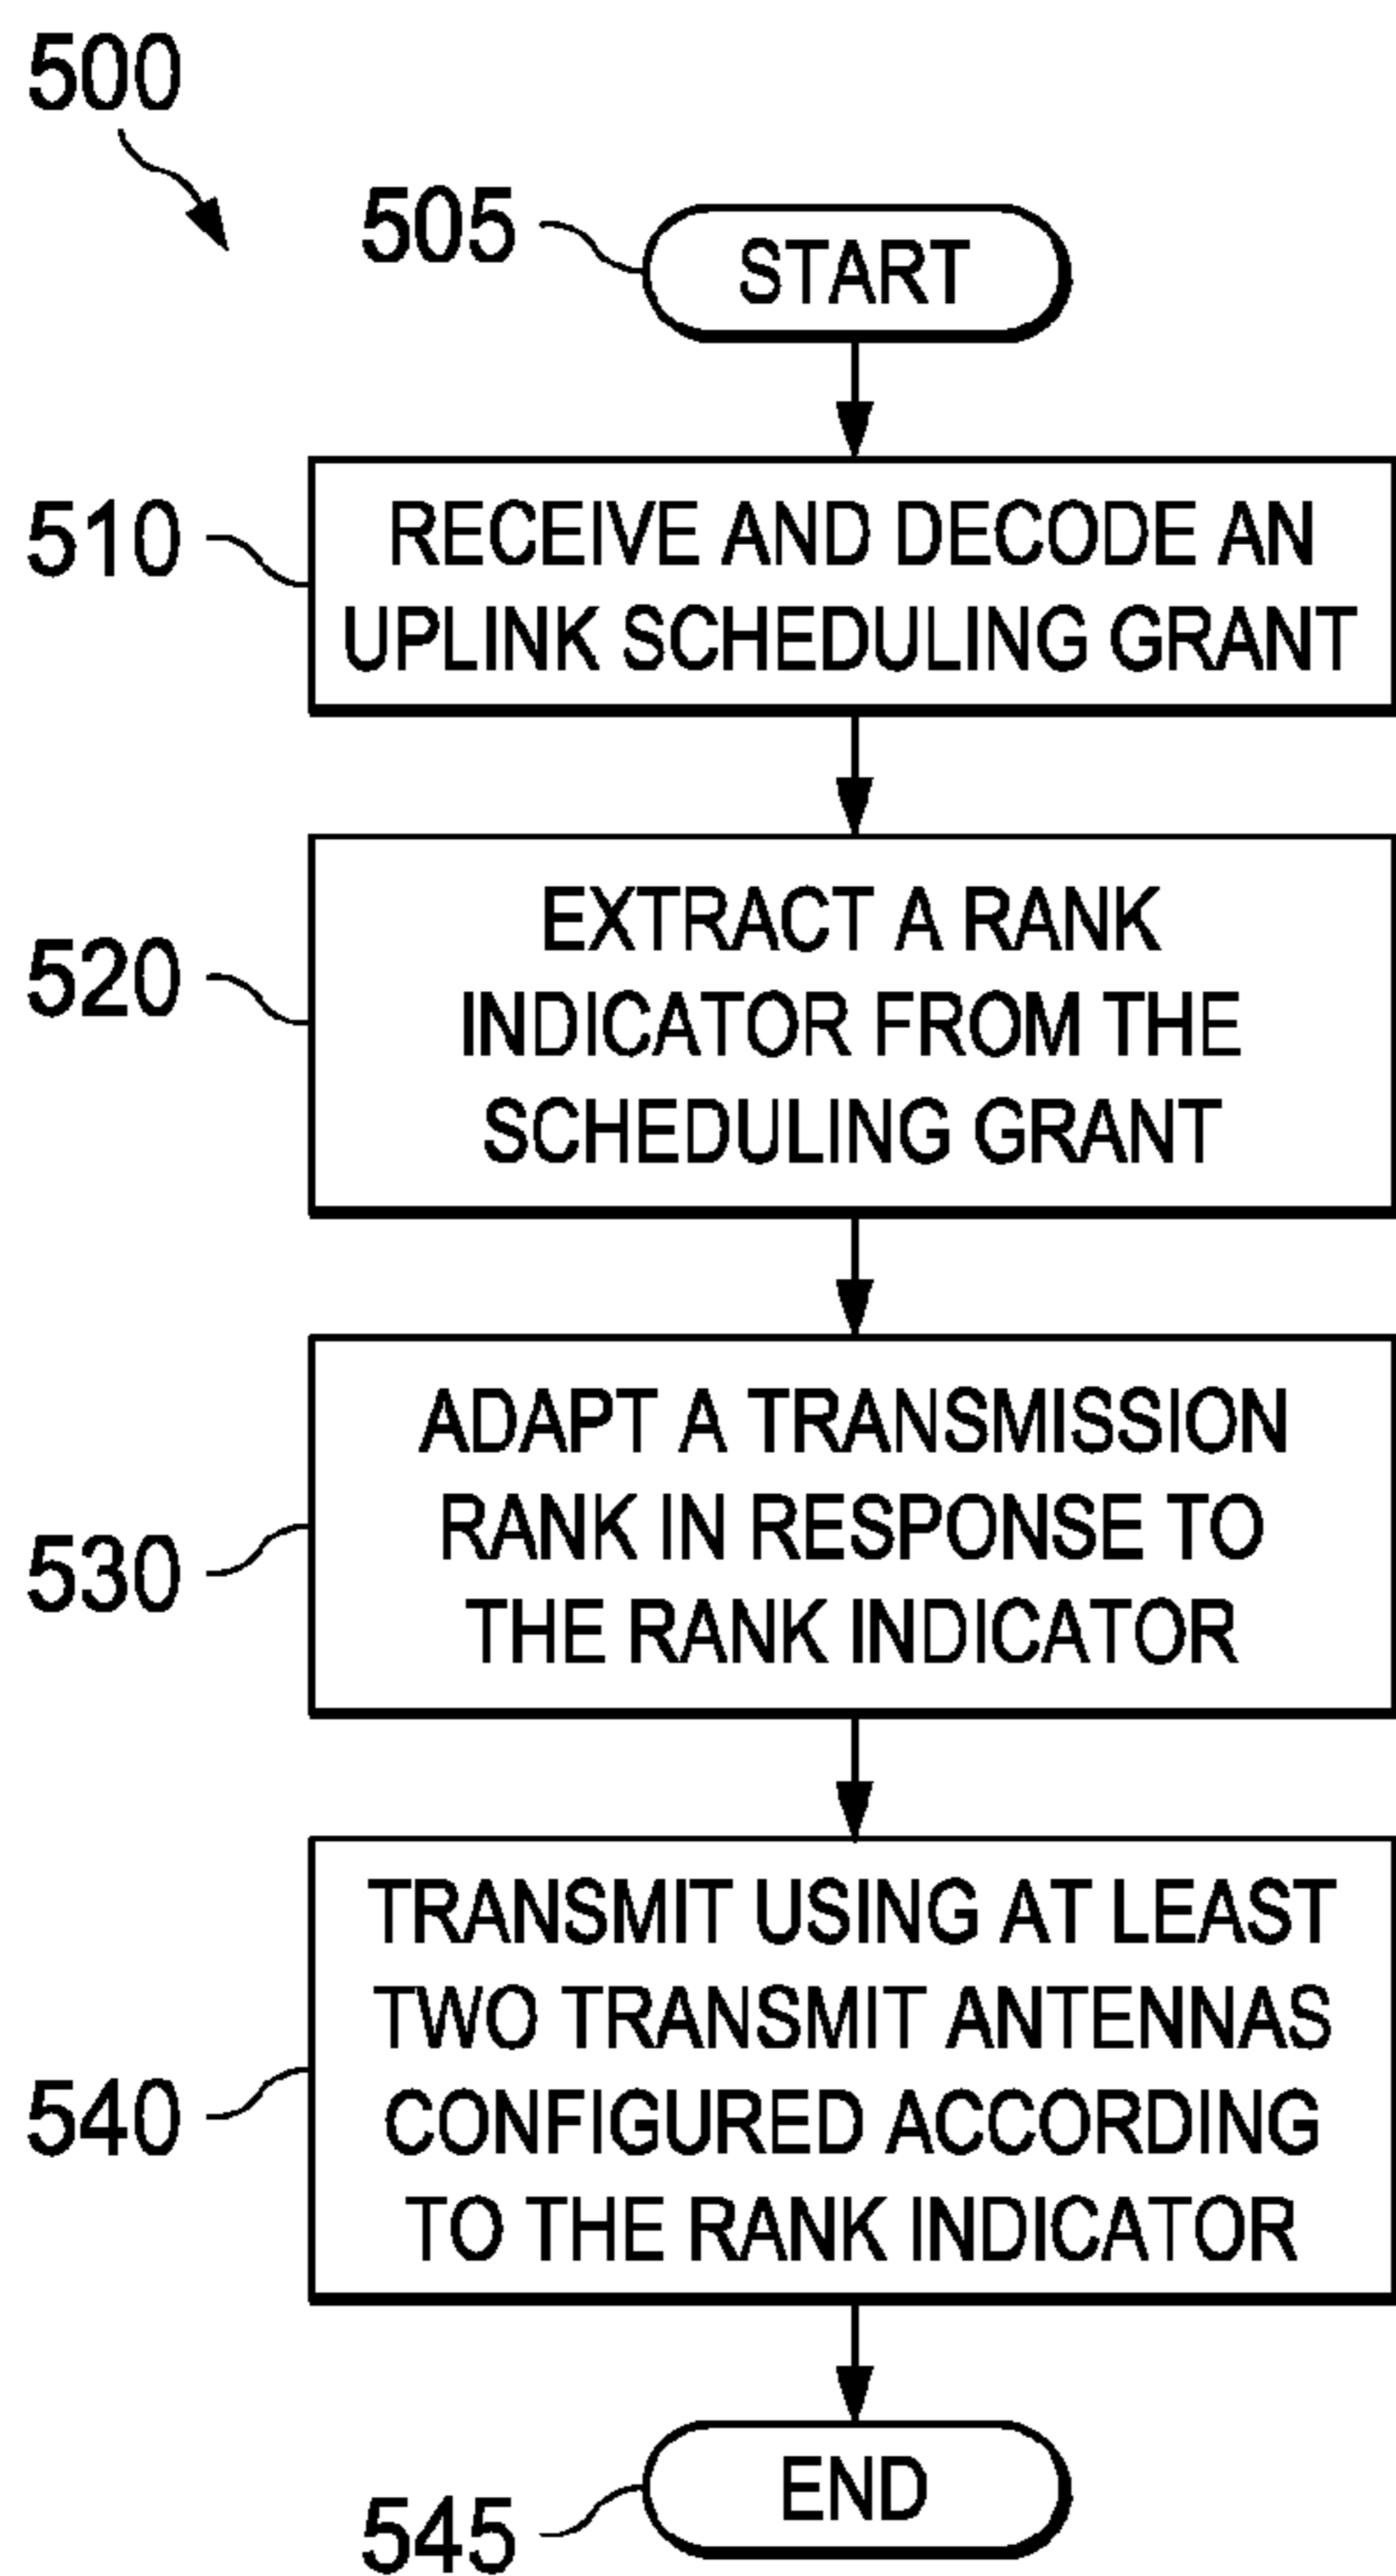 500
505
START
510
RECEIVE AND DECODE AN
UPLINK SCHEDULING GRANT
520
EXTRACT A RANK
INDICATOR FROM THE
SCHEDULING GRANT
530
ADAPT A TRANSMISSION
RANK IN RESPONSE TO
THE RANK INDICATOR
540
TRANSMIT USING AT LEAST
TWO TRANSMIT ANTENNAS
CONFIGURED ACCORDING
TO THE RANK INDICATOR
END
545